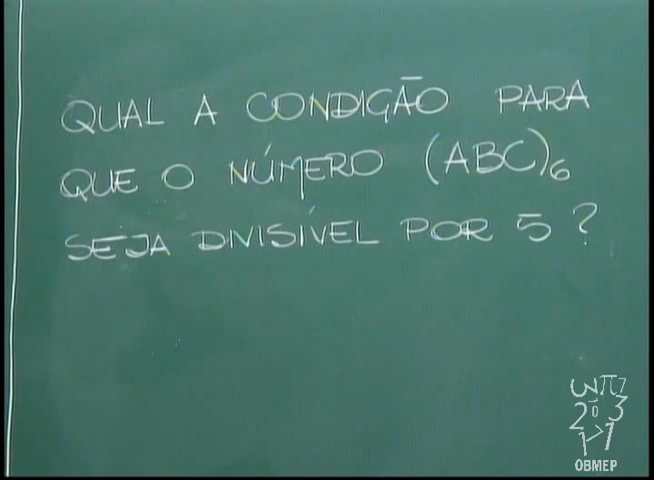 QUAL A CONDIÇÃO PARA
QUE O NÚMERO (ABC)₆
SEJA DIVISÍVEL POR 5?
OBMEP